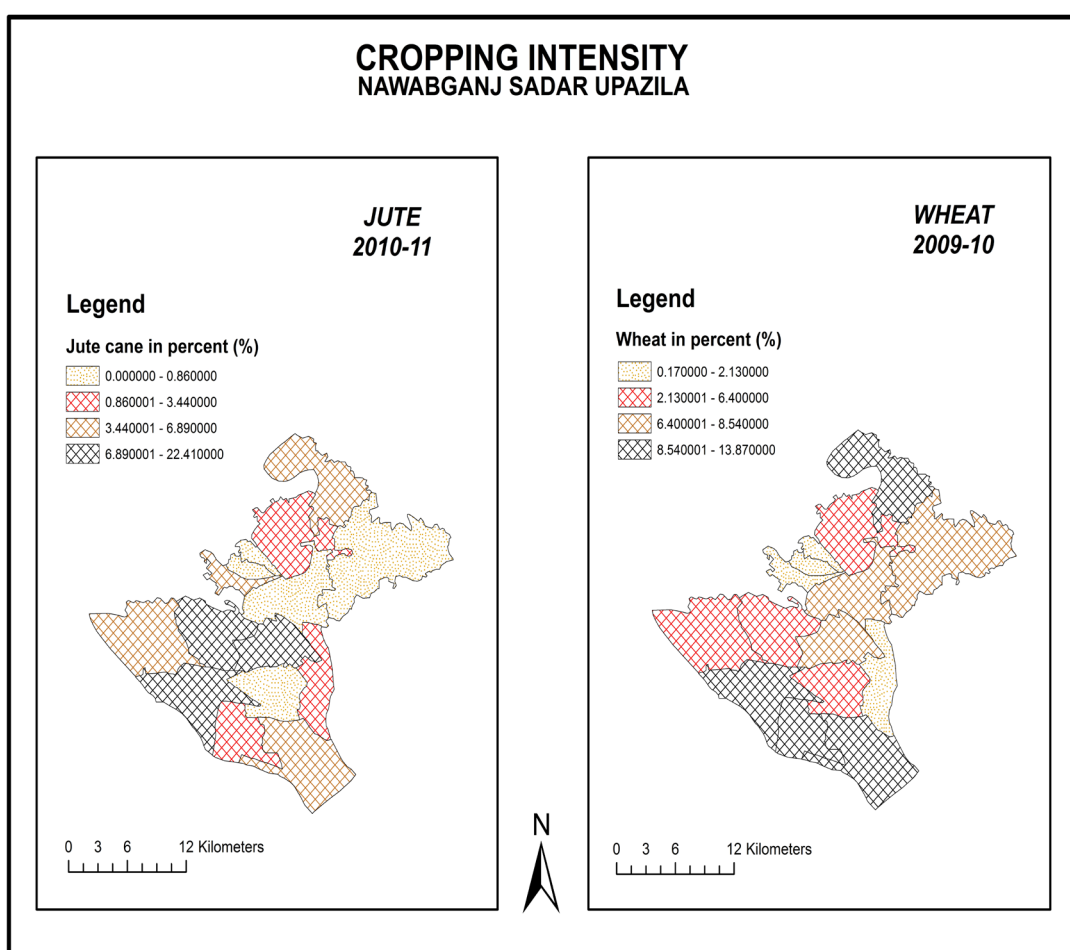 CROPPING INTENSITY
NAWABGANJ SADAR UPAZILA
JUTE
2010-11
Legend
Jute cane in percent (%)
0.000000 - 0.860000
0.860001 - 3.440000
3.440001 - 6.890000
6.890001 - 22.410000
0 3 6 12 Kilometers
N
WHEAT
2009-10
Legend
Wheat in percent (%)
0.170000 - 2.130000
2.130001 - 6.400000
6.400001 - 8.540000
8.540001 - 13.870000
0 3 6 12 Kilometers